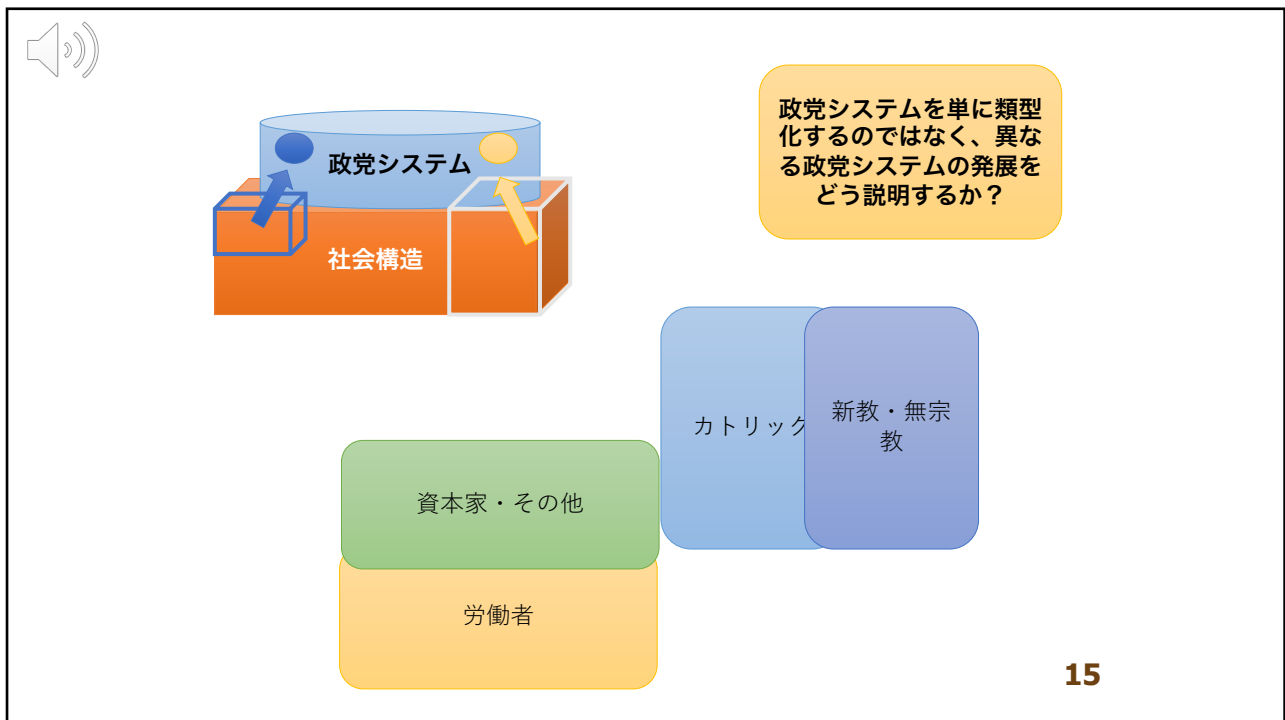 政党システムを単に類型
化するのではなく、異な
る政党システムの発展を
どう説明するか？
政党システム
社会構造
カトリック
新教・無宗
教
資本家・その他
労働者
15